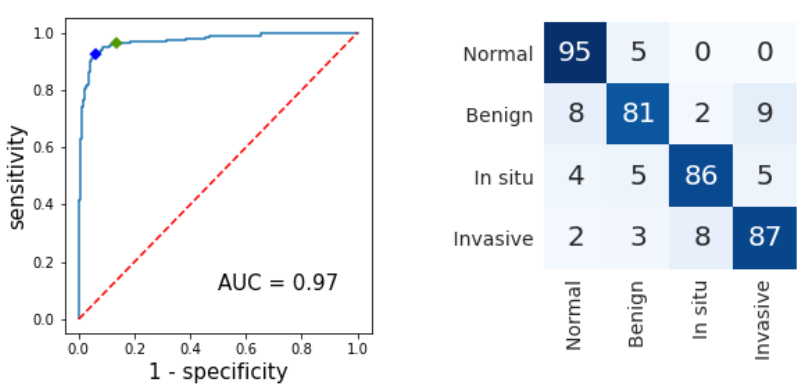 1.0
0.8
0.6
0.4
0.2
0.0
sensitivity
AUC = 0.97
0.0 0.2 0.4 0.6 0.8 1.0
1 - specificity
Normal 95 5 0 0
Benign 8 81 2 9
In situ 4 5 86 5
Invasive 2 3 8 87
Normal Benign In situ Invasive